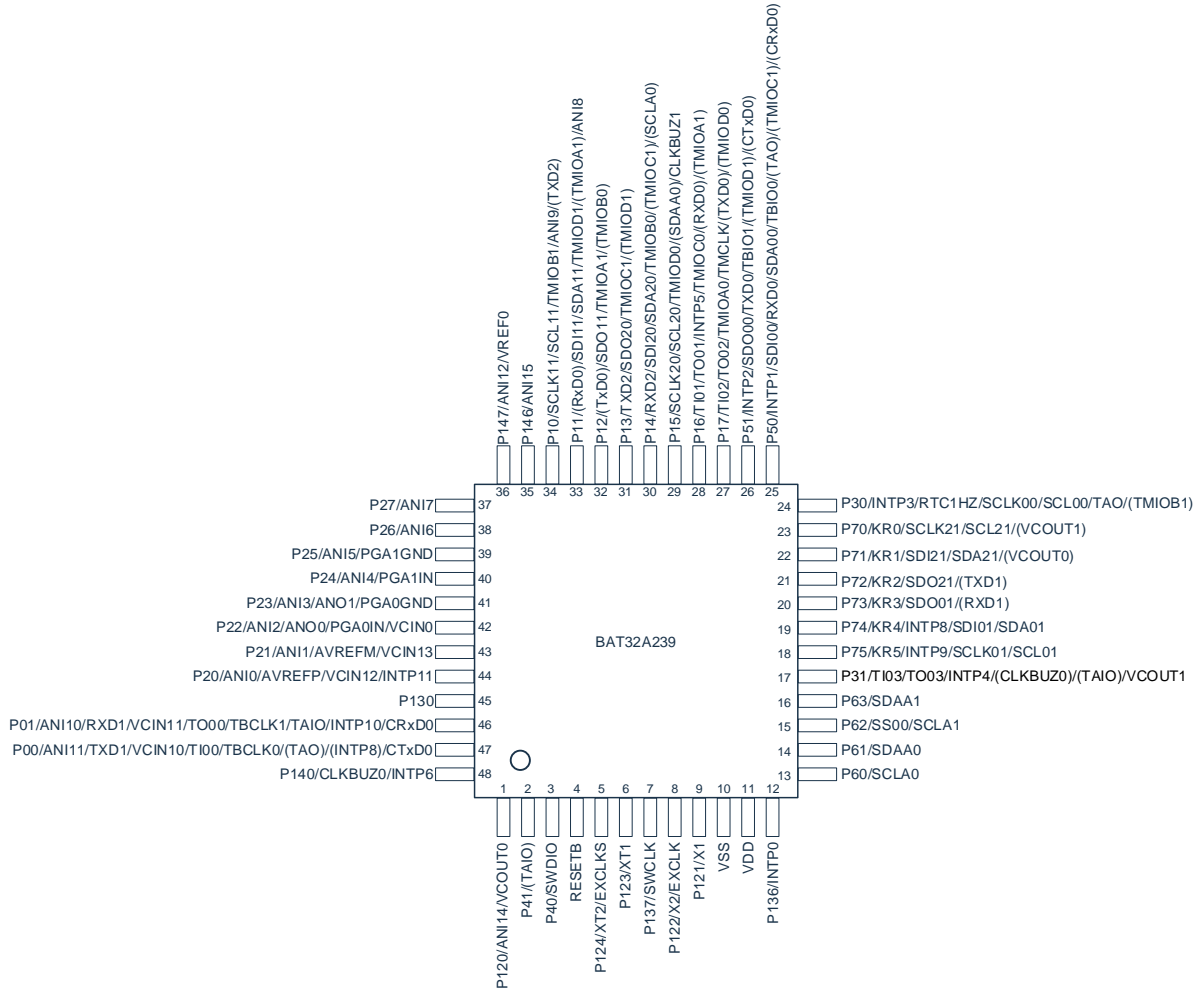 P147/ANI12/VREF0
P146/ANI15
P10/SCLK11/SCL11/TMIOB1/ANI9/(TXD2)
P11/(RxD0)/SDI11/SDA11/TMIOD1/(TMIOA1)/ANI8
P12/(TxD0)/SDO11/TMIOA1/(TMIOB0)
P13/TXD2/SDO20/TMIOC1/(TMIOD1)
P14/RXD2/SDI20/SDA20/TMIOB0/(TMIOC1)/(SCLA0)
P15/SCLK20/SCL20/TMIOD0/(SDAA0)/CLKBUZ1
P16/TI01/TO01/INTP5/TMIOC0/(RXD0)/(TMIOA1)
P17/TI02/TO02/TMIOA0/TMCLK/(TXD0)/(TMIOD0)
P51/INTP2/SDO00/TXD0/TBIO1/(TMIOD1)/(CTxD0)
P50/INTP1/SDI00/RXD0/SDA00/TBIO0/(TAO)/(TMIOC1)/(CRxD0)
36 35 34 33 32 31 30 29 28 27 26 25
P27/ANI7 37
P26/ANI6 38
P25/ANI5/PGA1GND 39
P24/ANI4/PGA1IN 40
P23/ANI3/ANO1/PGA0GND 41
P22/ANI2/ANO0/PGA0IN/VCIN0 42
P21/ANI1/AVREFM/VCIN13 43
P20/ANI0/AVREFP/VCIN12/INTP11 44
P130 45
P01/ANI10/RXD1/VCIN11/TO00/TBCLK1/TAIO/INTP10/CRxD0 46
P00/ANI11/TXD1/VCIN10/TI00/TBCLK0/(TAO)/(INTP8)/CTxD0 47
P140/CLKBUZ0/INTP6 48
BAT32A239
24 P30/INTP3/RTC1HZ/SCLK00/SCL00/TAO/(TMIOB1)
23 P70/KR0/SCLK21/SCL21/(VCOUT1)
22 P71/KR1/SDI21/SDA21/(VCOUT0)
21 P72/KR2/SDO21/(TXD1)
20 P73/KR3/SDO01/(RXD1)
19 P74/KR4/INTP8/SDI01/SDA01
18 P75/KR5/INTP9/SCLK01/SCL01
17 P31/TI03/TO03/INTP4/(CLKBUZ0)/(TAIO)/VCOUT1
16 P63/SDAA1
15 P62/SS00/SCLA1
14 P61/SDAA0
13 P60/SCLA0
1 2 3 4 5 6 7 8 9 10 11 12
P120/ANI14/VCOUT0
P41/(TAIO)
P40/SWDIO
RESETB
P124/XT2/EXCLKS
P123/XT1
P137/SWCLK
P122/X2/EXCLK
P121/X1
VSS
VDD
P136/INTP0